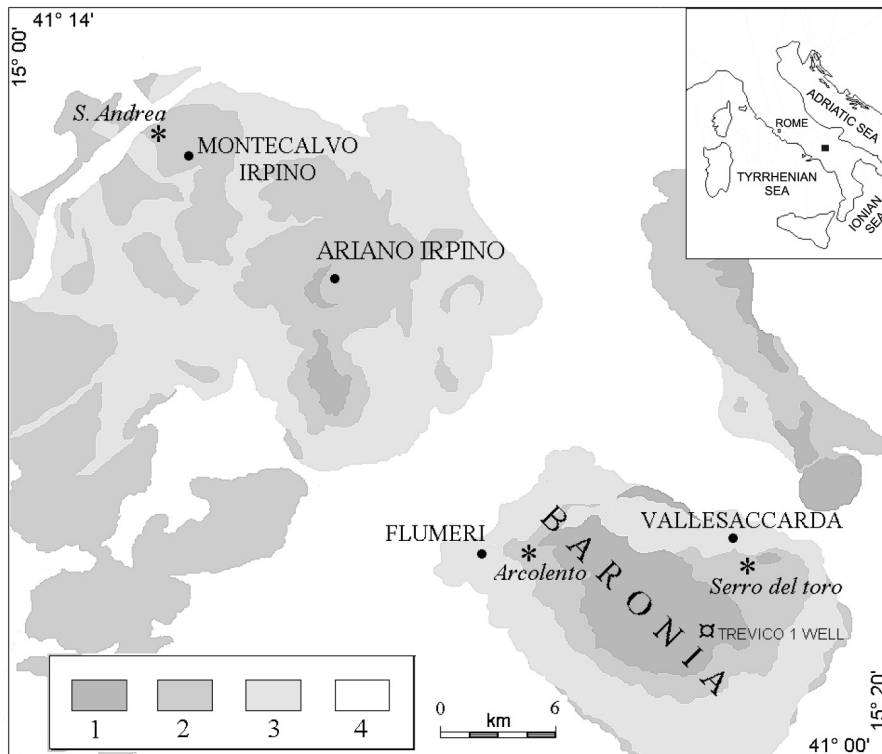 41° 14'
15° 00'
S. Andrea
*
MONTECALVO
IRPINO
ARIANO IRPINO
ADRIATIC SEA
ROME
TYRRHENIAN
SEA
IONIAN
SEA
FLUMERI
*
Arcolento
BARONIA
VALLESACCARDA
*
Serro del toro
TREVICO 1 WELL
1 2 3 4
0 6
km
15° 20'
41° 00'